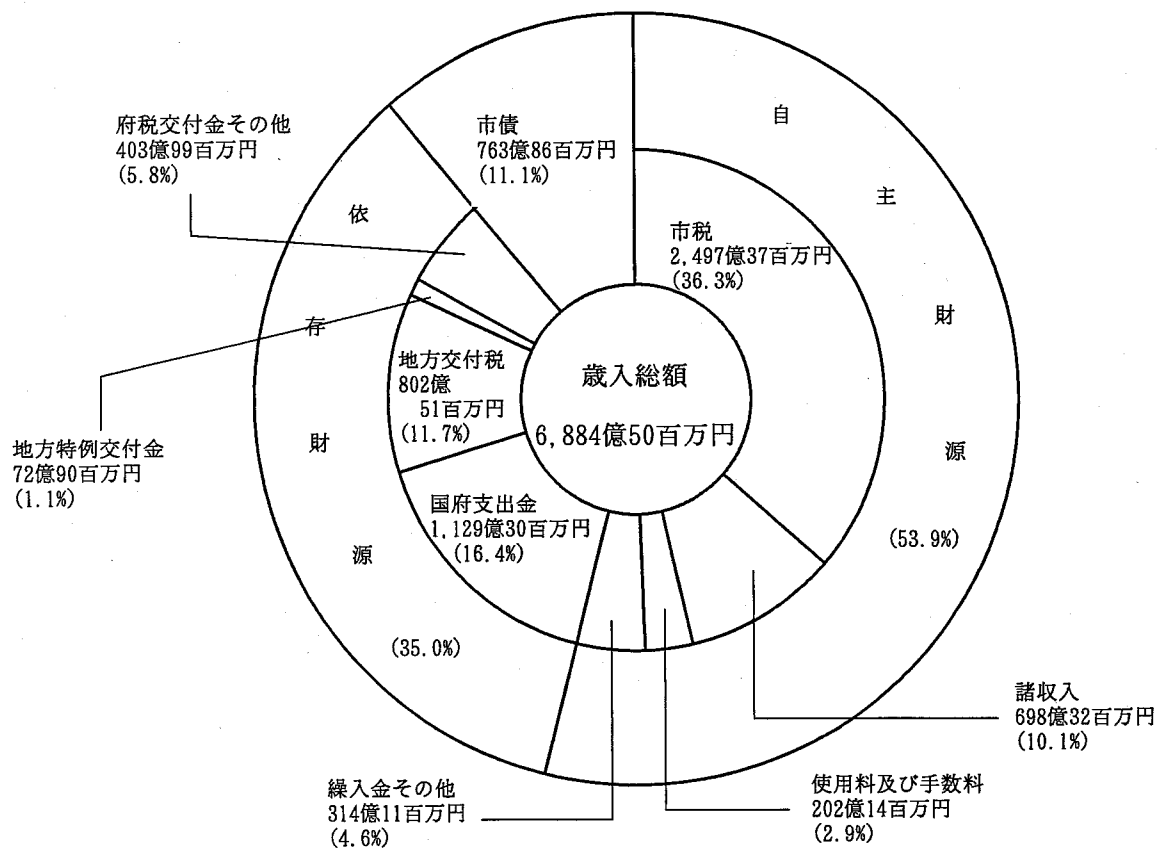 歳入総額
6,884億50百万円
自主財源
(53.9%)
市税
2,497億37百万円
(36.3%)
諸収入
698億32百万円
(10.1%)
使用料及び手数料
202億14百万円
(2.9%)
繰入金その他
314億11百万円
(4.6%)
依存財源
(35.0%)
国府支出金
1,129億30百万円
(16.4%)
地方交付税
802億
51百万円
(11.7%)
地方特例交付金
72億90百万円
(1.1%)
府税交付金その他
403億99百万円
(5.8%)
市債
763億86百万円
(11.1%)